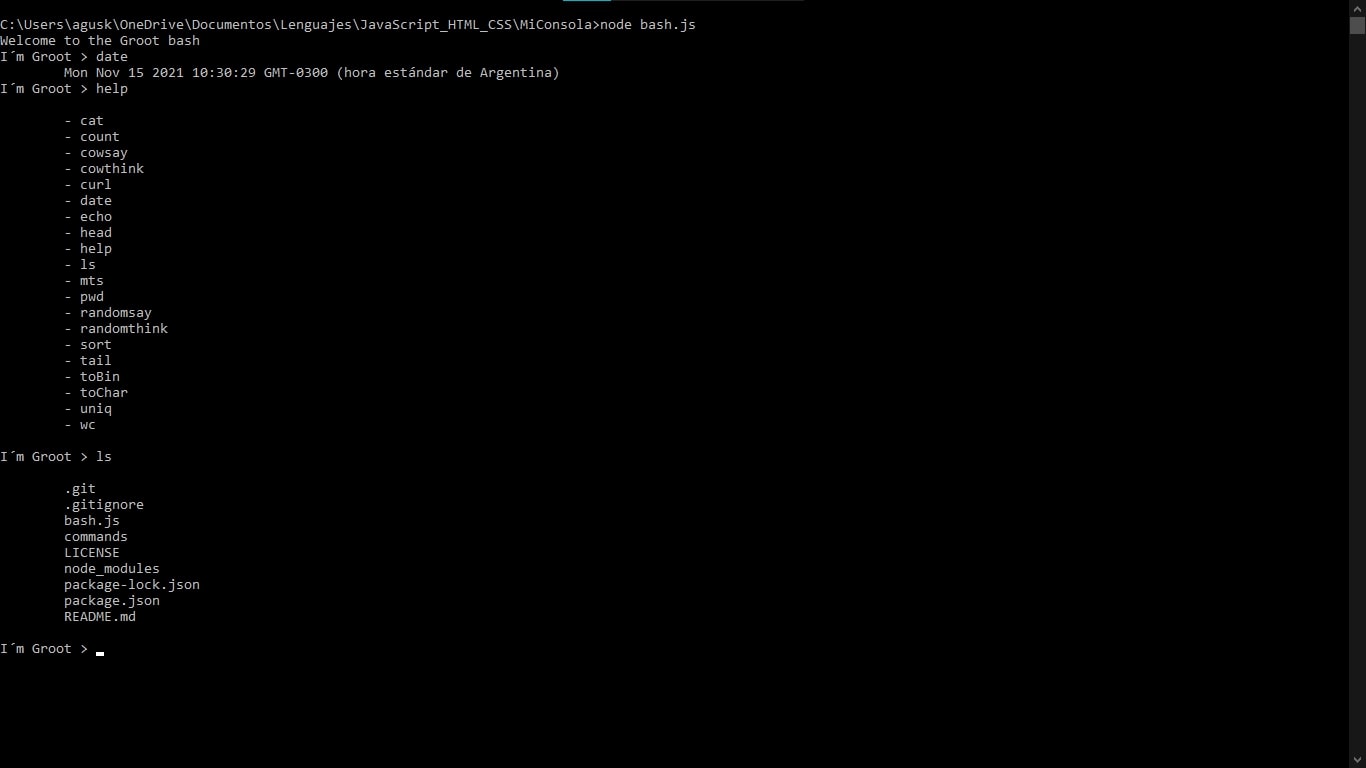 C:\Users\agusk\OneDrive\Documentos\Lenguajes\JavaScript_HTML_CSS\MiConsola>node bash.js
Welcome to the Groot bash
I´m Groot > date
Mon Nov 15 2021 10:30:29 GMT-0300 (hora estándar de Argentina)
I´m Groot > help
- cat
- count
- cowsay
- cowthink
- curl
- date
- echo
- head
- help
- ls
- mts
- pwd
- randomsay
- randomthink
- sort
- tail
- toBin
- toChar
- uniq
- wc
I´m Groot > ls
.git
.gitignore
bash.js
commands
LICENSE
node_modules
package-lock.json
package.json
README.md
I´m Groot >